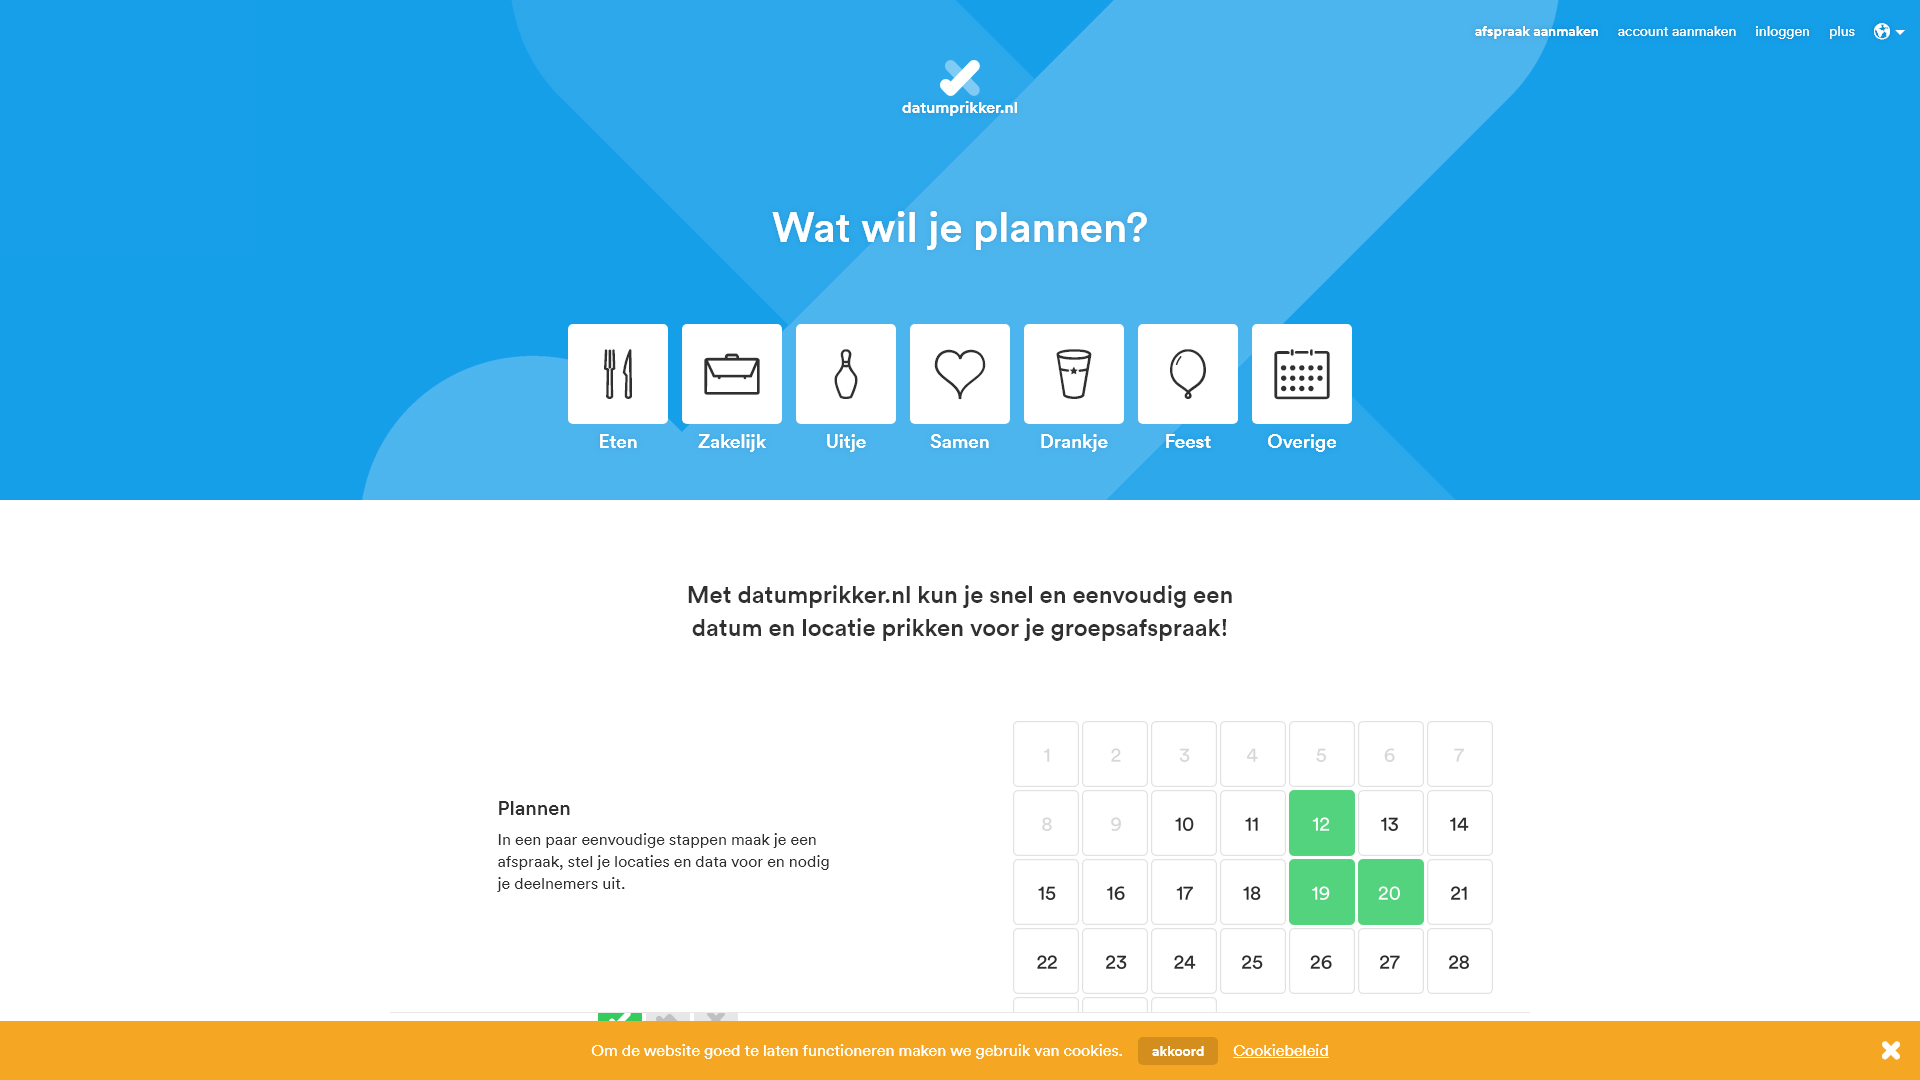 afspraak aanmaken account aanmaken inloggen plus
datumprikker.nl
Wat wil je plannen?
Eten Zakelijk Uitje Samen Drankje Feest Overige
Met datumprikker.nl kun je snel en eenvoudig een
datum en locatie prikken voor je groepsafspraak!
Plannen
In een paar eenvoudige stappen maak je een
afspraak, stel je locaties en data voor en nodig
je deelnemers uit.
1 2 3 4 5 6 7
8 9 10 11 12 13 14
15 16 17 18 19 20 21
22 23 24 25 26 27 28
Om de website goed te laten functioneren maken we gebruik van cookies. akkoord Cookiebeleid